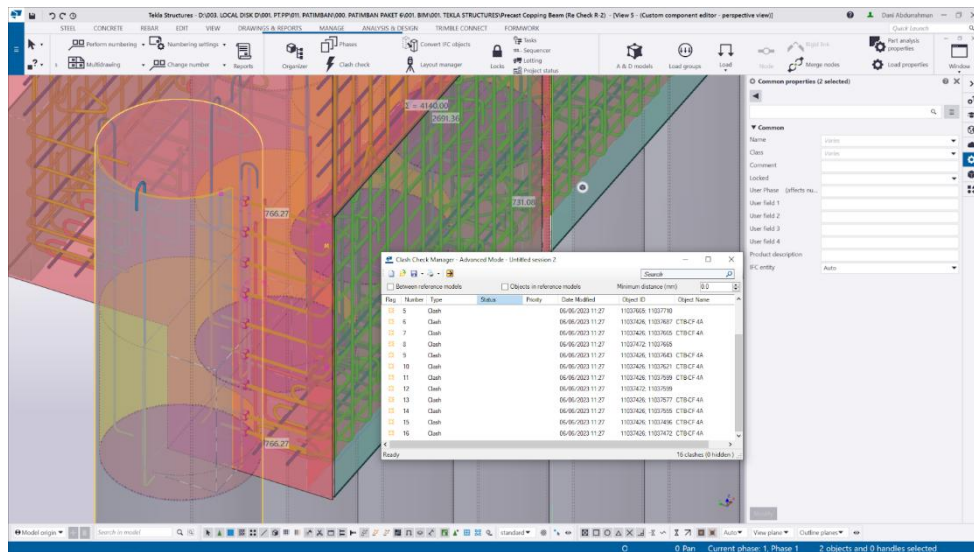 Tekla Structures - D:\003. LOCAL DISK D\001. PT.PP\011. PATIMBAN\000. PATIMBAN PAKET 6\001. BIM\001. TEKLA STRUCTURES\Precast Copping Beam (Re Check R-2) - [View 5 - (Custom component editor - perspective view)]
Dani Abdurahman
STEEL CONCRETE REBAR EDIT VIEW DRAWINGS & REPORTS MANAGE ANALYSIS & DESIGN TRIMBLE CONNECT FORMWORK
Quick Launch
Perform numbering
Numbering settings
Multidrawing
Change number
Reports
Organizer
Phases
Clash check
Convert IFC objects
Layout manager
Locks
Tasks
Sequencer
Lotting
Project status
A & D models
Load groups
Load
Node
Rigid link
Merge nodes
Part analysis properties
Load properties
Window
= 4140.00
2691.36
766.27
731.08
766.27
Common properties (2 selected)
Common
Name Varies
Class Varies
Comment
Locked
User Phase (affects nu...
User field 1
User field 2
User field 3
User field 4
Product description
IFC entity Auto
Clash Check Manager - Advanced Mode - Untitled session 2
Search
Between reference models Objects in reference models Minimum distance (mm) 0.0
Flag Number Type Status Priority Date Modified Object ID Object Name
5 Clash 06/06/2023 11:27 11037665; 11037710
6 Clash 06/06/2023 11:27 11037426; 11037687 CTB-CF 4A
7 Clash 06/06/2023 11:27 11037426; 11037665 CTB-CF 4A
8 Clash 06/06/2023 11:27 11037472; 11037665
9 Clash 06/06/2023 11:27 11037426; 11037643 CTB-CF 4A
10 Clash 06/06/2023 11:27 11037426; 11037621 CTB-CF 4A
11 Clash 06/06/2023 11:27 11037426; 11037599 CTB-CF 4A
12 Clash 06/06/2023 11:27 11037472; 11037599
13 Clash 06/06/2023 11:27 11037426; 11037577 CTB-CF 4A
14 Clash 06/06/2023 11:27 11037426; 11037555 CTB-CF 4A
15 Clash 06/06/2023 11:27 11037426; 11037496 CTB-CF 4A
16 Clash 06/06/2023 11:27 11037426; 11037472 CTB-CF 4A
Ready
16 clashes (0 hidden)
Modify
Model origin
Search in model
standard
Auto
View plane
Outline planes
C
0 Pan
Current phase: 1, Phase 1
2 objects and 0 handles selected